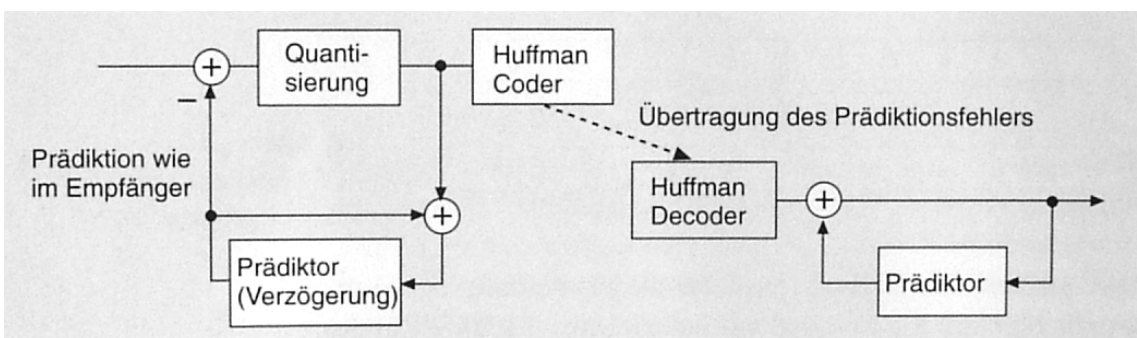 Quanti-
sierung
Huffman
Coder
Übertragung des Prädiktionsfehlers
Prädiktion wie
im Empfänger
Huffman
Decoder
Prädiktor
(Verzögerung)
Prädiktor